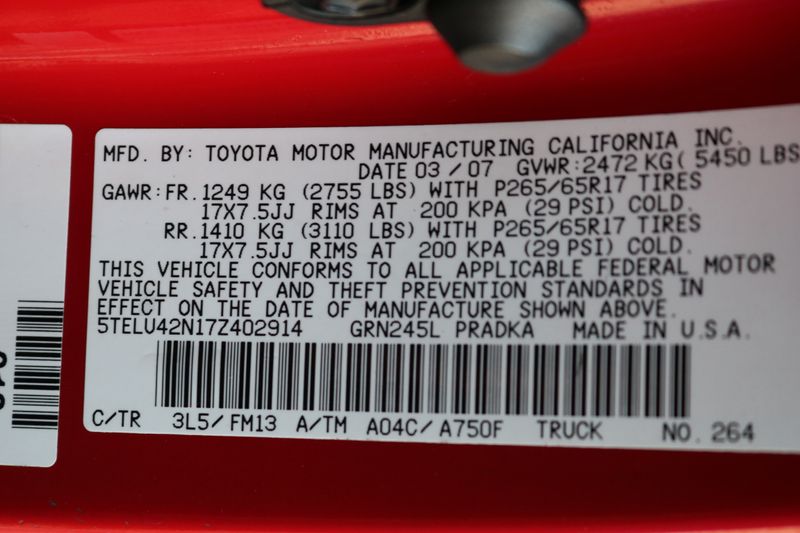 MFD. BY: TOYOTA MOTOR MANUFACTURING CALIFORNIA INC.
DATE 03 / 07 GVWR:2472 KG( 5450 LBS
GAWR:FR.1249 KG (2755 LBS) WITH P265/65R17 TIRES
17X7.5JJ RIMS AT 200 KPA (29 PSI) COLD.
RR.1410 KG (3110 LBS) WITH P265/65R17 TIRES
17X7.5JJ RIMS AT 200 KPA (29 PSI) COLD.
THIS VEHICLE CONFORMS TO ALL APPLICABLE FEDERAL MOTOR
VEHICLE SAFETY AND THEFT PREVENTION STANDARDS IN
EFFECT ON THE DATE OF MANUFACTURE SHOWN ABOVE.
5TELU42N17Z402914 GRN245L PRADKA MADE IN U.S.A.
C/TR 3L5/FM13 A/TM A04C/A750F TRUCK NO. 264